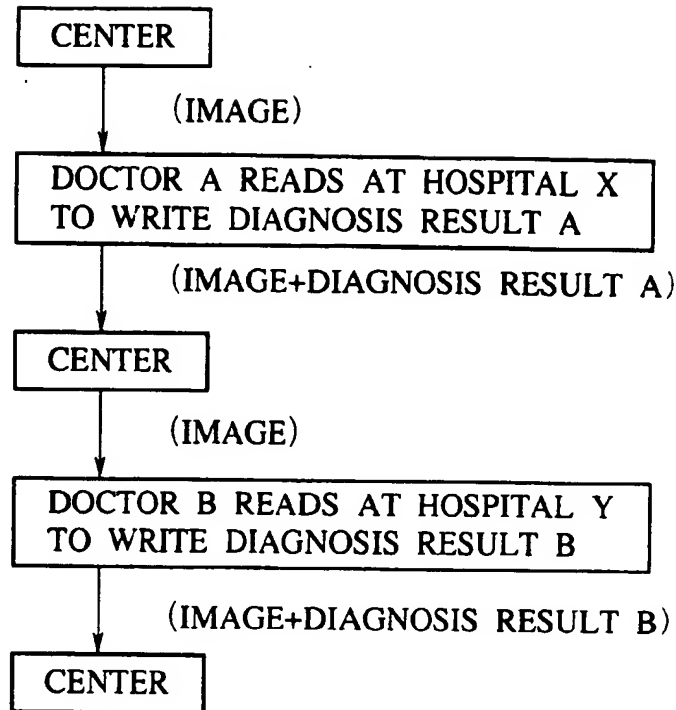 CENTER
(IMAGE)
DOCTOR A READS AT HOSPITAL X
TO WRITE DIAGNOSIS RESULT A
(IMAGE+DIAGNOSIS RESULT A)
CENTER
(IMAGE)
DOCTOR B READS AT HOSPITAL Y
TO WRITE DIAGNOSIS RESULT B
(IMAGE+DIAGNOSIS RESULT B)
CENTER